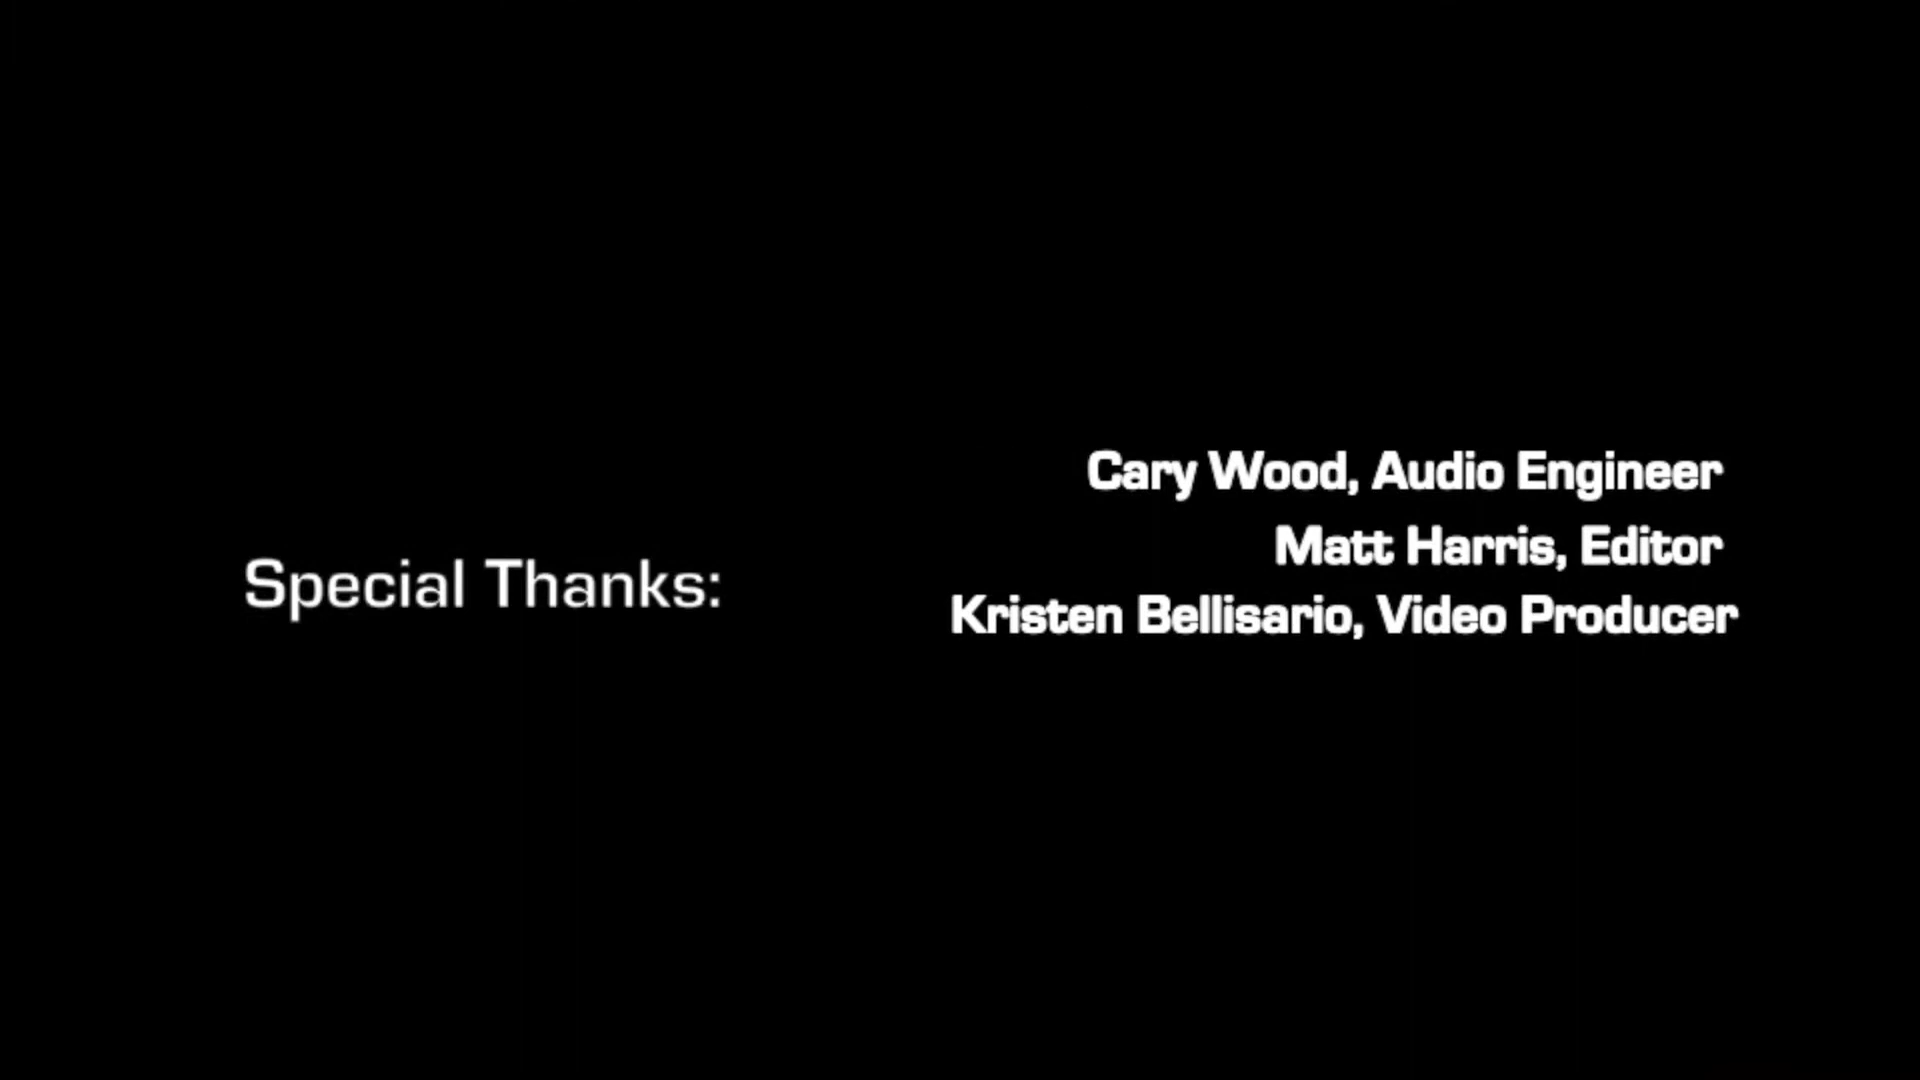 Special Thanks:
Cary Wood, Audio Engineer
Matt Harris, Editor
Kristen Bellisario, Video Producer